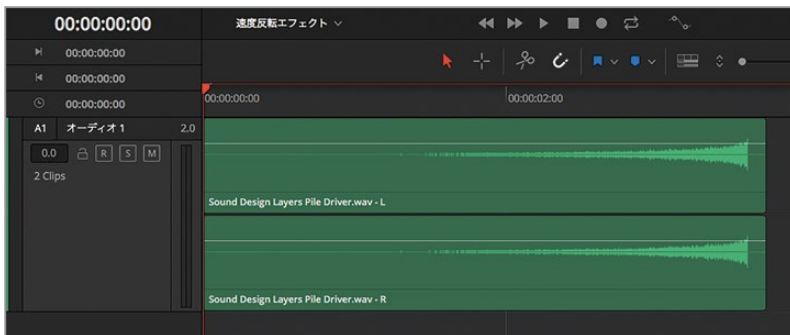 00:00:00:00
速度反転エフェクト
00:00:00:00
00:00:00:00
00:00:00:00
00:00:00:00
00:00:02:00
A1 オーディオ 1 2.0
0.0 R S M
2 Clips
Sound Design Layers Pile Driver.wav - L
Sound Design Layers Pile Driver.wav - R